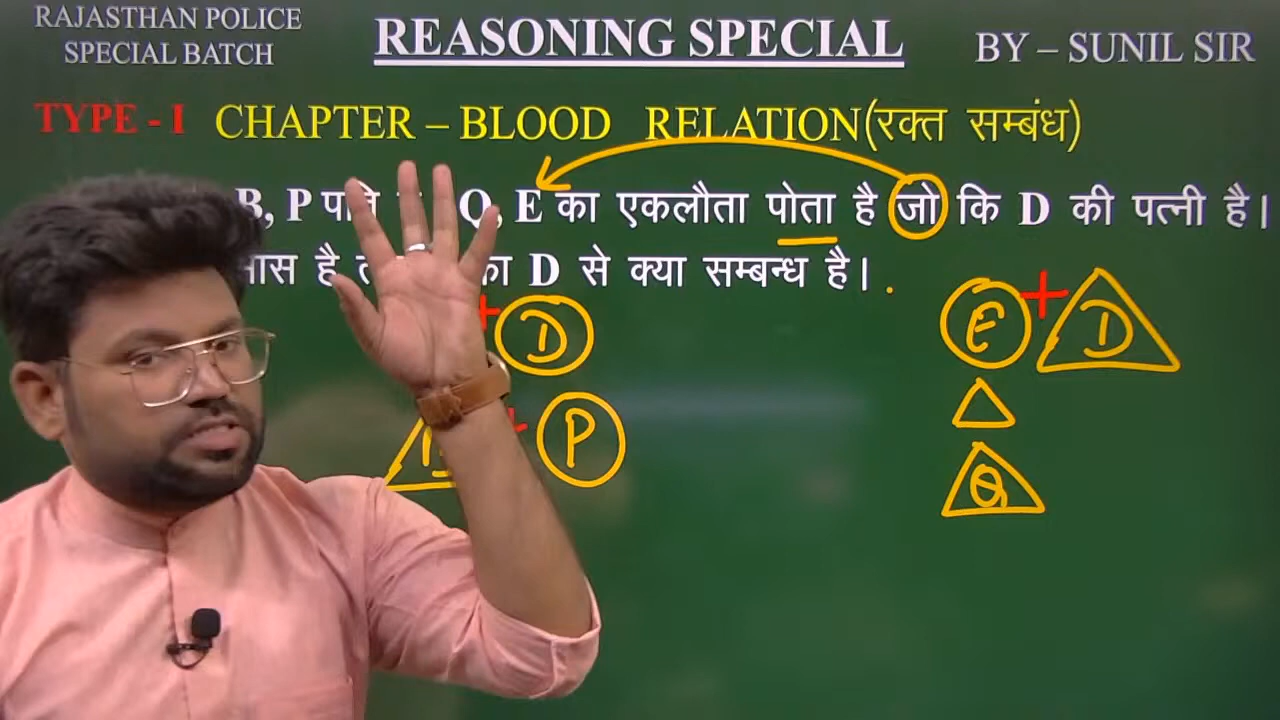 RAJASTHAN POLICE
SPECIAL BATCH
REASONING SPECIAL
BY – SUNIL SIR
TYPE - I CHAPTER – BLOOD RELATION(रक्त सम्बंध)
B, P Q, E का एकलौता पोता है जो कि D की पत्नी है।
है का D से क्या सम्बन्ध है।
+ D
E + D
+ P
Q